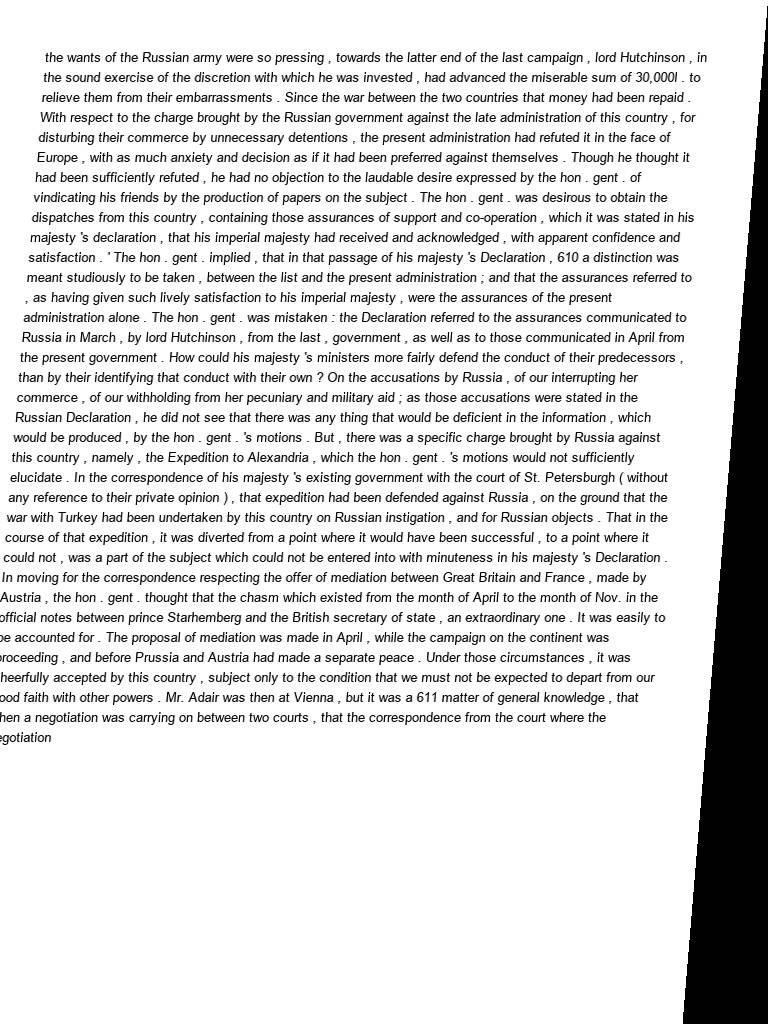 the wants of the Russian army were so pressing , towards the latter end of the last campaign , lord Hutchinson , in
the sound exercise of the discretion with which he was invested , had advanced the miserable sum of 30,000l . to
relieve them from their embarrassments . Since the war between the two countries that money had been repaid .
With respect to the charge brought by the Russian government against the late administration of this country , for
disturbing their commerce by unnecessary detentions , the present administration had refuted it in the face of
Europe , with as much anxiety and decision as if it had been preferred against themselves . Though he thought it
had been sufficiently refuted , he had no objection to the laudable desire expressed by the hon . gent . of
vindicating his friends by the production of papers on the subject . The hon . gent . was desirous to obtain the
dispatches from this country , containing those assurances of support and co-operation , which it was stated in his
majesty 's declaration , that his imperial majesty had received and acknowledged , with apparent confidence and
satisfaction . ' The hon . gent . implied , that in that passage of his majesty 's Declaration , 610 a distinction was
meant studiously to be taken , between the list and the present administration ; and that the assurances referred to
, as having given such lively satisfaction to his imperial majesty , were the assurances of the present
administration alone . The hon . gent . was mistaken : the Declaration referred to the assurances communicated to
Russia in March , by lord Hutchinson , from the last , government , as well as to those communicated in April from
the present government . How could his majesty 's ministers more fairly defend the conduct of their predecessors ,
than by their identifying that conduct with their own ? On the accusations by Russia , of our interrupting her
commerce , of our withholding from her pecuniary and military aid ; as those accusations were stated in the
Russian Declaration , he did not see that there was any thing that would be deficient in the information , which
would be produced , by the hon . gent . 's motions . But , there was a specific charge brought by Russia against
this country , namely , the Expedition to Alexandria , which the hon . gent . 's motions would not sufficiently
elucidate . In the correspondence of his majesty 's existing government with the court of St. Petersburgh ( without
any reference to their private opinion ) , that expedition had been defended against Russia , on the ground that the
war with Turkey had been undertaken by this country on Russian instigation , and for Russian objects . That in the
course of that expedition , it was diverted from a point where it would have been successful , to a point where it
could not , was a part of the subject which could not be entered into with minuteness in his majesty 's Declaration .
In moving for the correspondence respecting the offer of mediation between Great Britain and France , made by
Austria , the hon . gent . thought that the chasm which existed from the month of April to the month of Nov. in the
official notes between prince Starhemberg and the British secretary of state , an extraordinary one . It was easily to
be accounted for . The proposal of mediation was made in April , while the campaign on the continent was
proceeding , and before Prussia and Austria had made a separate peace . Under those circumstances , it was
heerfully accepted by this country , subject only to the condition that we must not be expected to depart from our
ood faith with other powers . Mr. Adair was then at Vienna , but it was a 611 matter of general knowledge , that
hen a negotiation was carrying on between two courts , that the correspondence from the court where the
egotiation